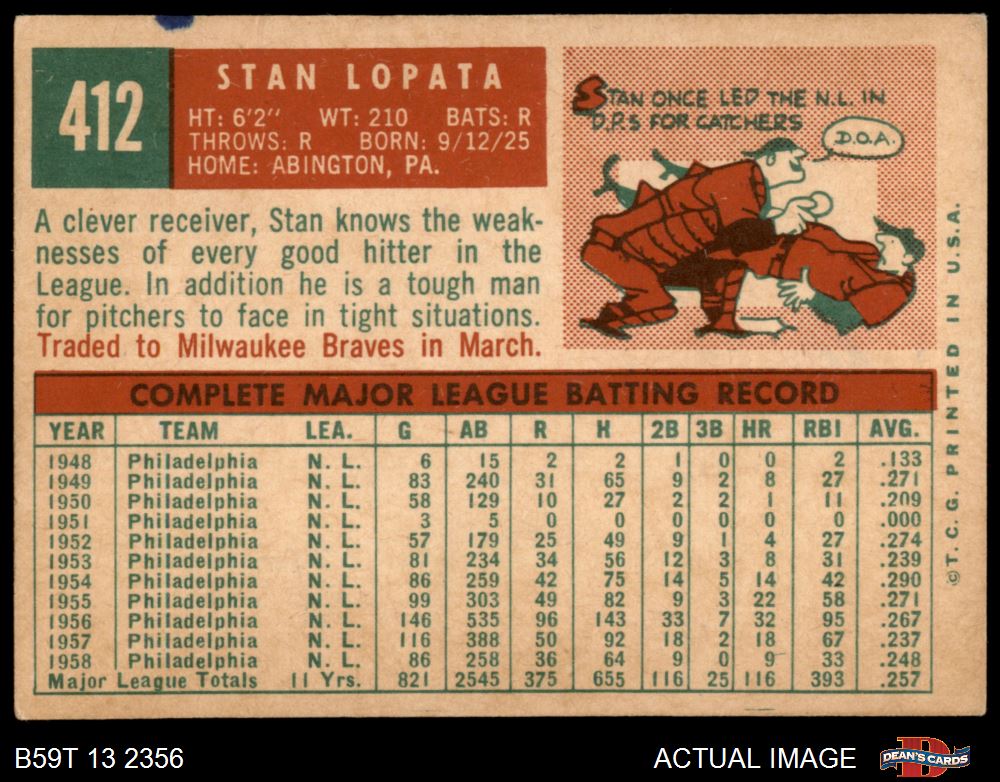 412
STAN LOPATA
HT: 6'2" WT: 210 BATS: R
THROWS: R BORN: 9/12/25
HOME: ABINGTON, PA.
STAN ONCE LED THE N.L. IN
D.P.S FOR CATCHERS
D.O.A.
A clever receiver, Stan knows the weak-
nesses of every good hitter in the
League. In addition he is a tough man
for pitchers to face in tight situations.
Traded to Milwaukee Braves in March.
COMPLETE MAJOR LEAGUE BATTING RECORD
YEAR TEAM LEA. G AB R H 2B 3B HR RBI AVG.
1948 Philadelphia N. L. 6 15 2 2 1 0 0 2 .133
1949 Philadelphia N. L. 83 240 31 65 9 2 8 27 .271
1950 Philadelphia N. L. 58 129 10 27 2 2 1 11 .209
1951 Philadelphia N. L. 3 5 0 0 0 0 0 0 .000
1952 Philadelphia N. L. 57 179 25 49 9 1 4 27 .274
1953 Philadelphia N. L. 81 234 34 56 12 3 8 31 .239
1954 Philadelphia N. L. 86 259 42 75 14 5 14 42 .290
1955 Philadelphia N. L. 99 303 49 82 9 3 22 58 .271
1956 Philadelphia N. L. 146 535 96 143 33 7 32 95 .267
1957 Philadelphia N. L. 116 388 50 92 18 2 18 67 .237
1958 Philadelphia N. L. 86 258 36 64 9 0 9 33 .248
Major League Totals 11 Yrs. 821 2545 375 655 116 25 116 393 .257
©T.C.G. PRINTED IN U.S.A.
B59T 13 2356
ACTUAL IMAGE
D
DEAN'S CARDS